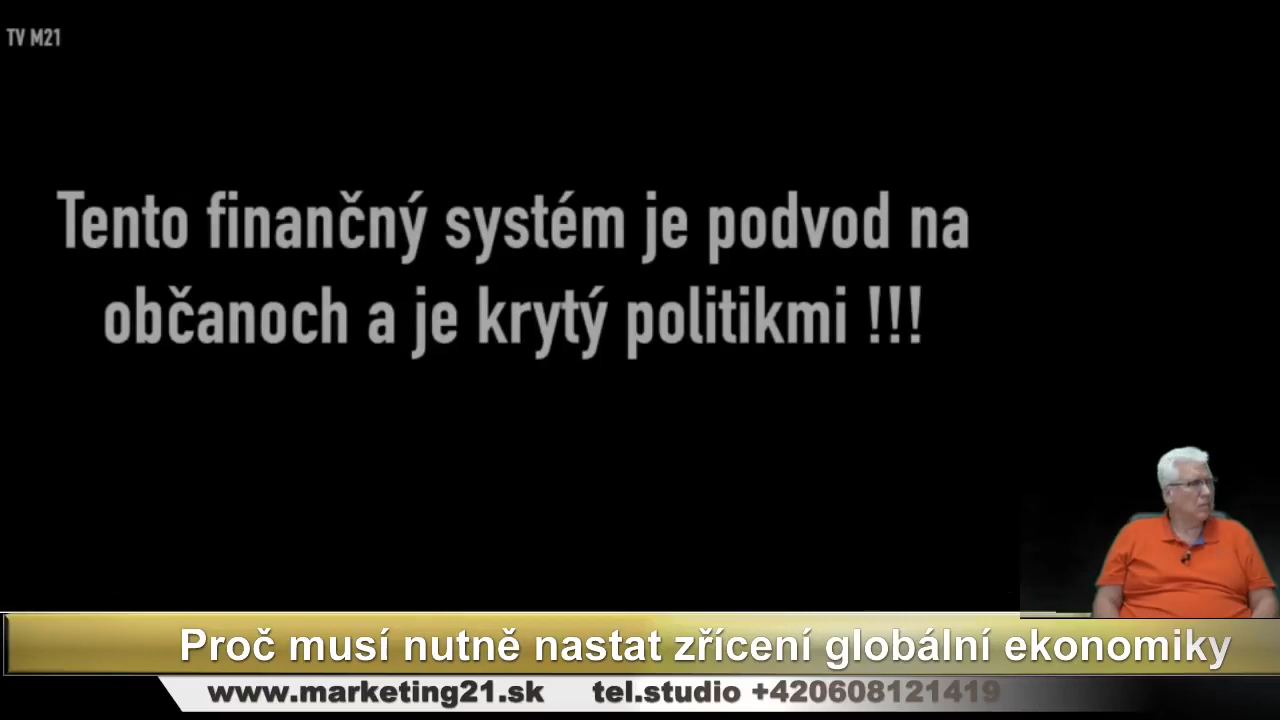 TV M21
Tento finančný systém je podvod na
občanoch a je krytý politikmi !!!
Proč musí nutně nastat zřícení globální ekonomiky
www.marketing21.sk tel.studio +420608121419